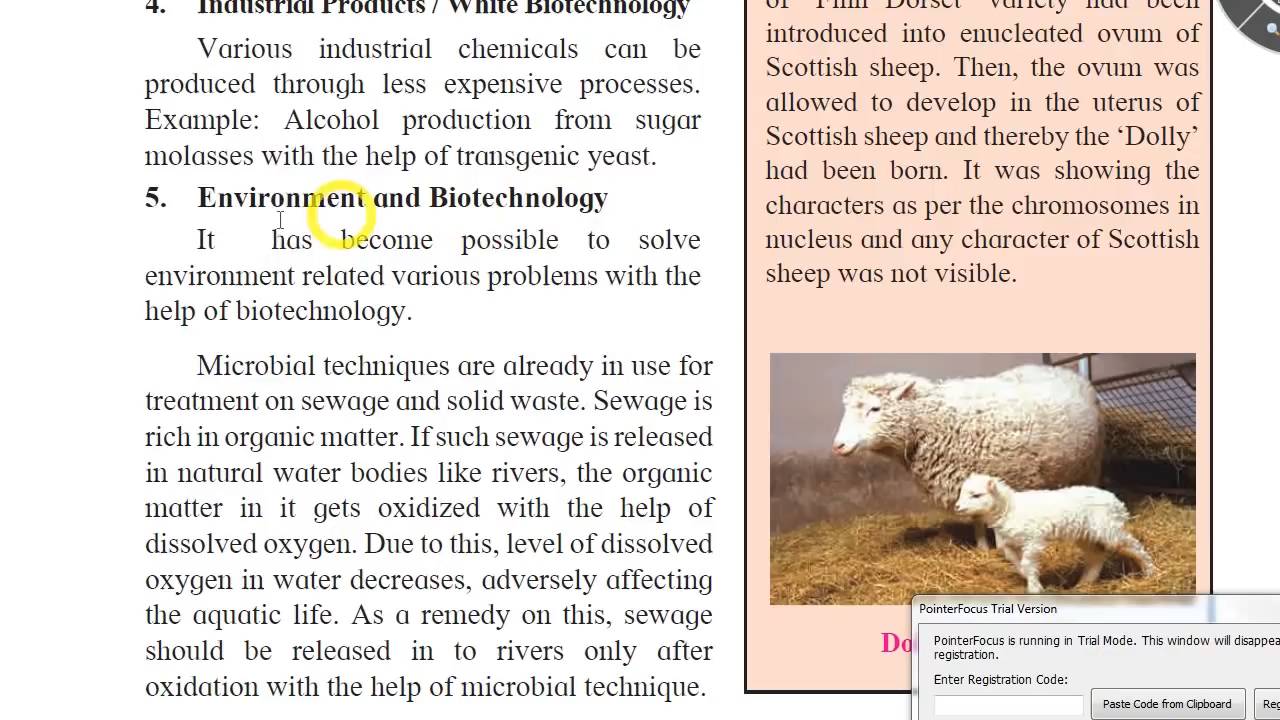 4. Industrial Products / White Biotechnology
Various industrial chemicals can be
produced through less expensive processes.
Example: Alcohol production from sugar
molasses with the help of transgenic yeast.
5. Environment and Biotechnology
It has become possible to solve
environment related various problems with the
help of biotechnology.
Microbial techniques are already in use for
treatment on sewage and solid waste. Sewage is
rich in organic matter. If such sewage is released
in natural water bodies like rivers, the organic
matter in it gets oxidized with the help of
dissolved oxygen. Due to this, level of dissolved
oxygen in water decreases, adversely affecting
the aquatic life. As a remedy on this, sewage
should be released in to rivers only after
oxidation with the help of microbial technique.
of 'Finn Dorset' variety had been
introduced into enucleated ovum of
Scottish sheep. Then, the ovum was
allowed to develop in the uterus of
Scottish sheep and thereby the ‘Dolly’
had been born. It was showing the
characters as per the chromosomes in
nucleus and any character of Scottish
sheep was not visible.
PointerFocus Trial Version
PointerFocus is running in Trial Mode. This window will
registration.
Enter Registration Code:
Paste Code from Clipboard